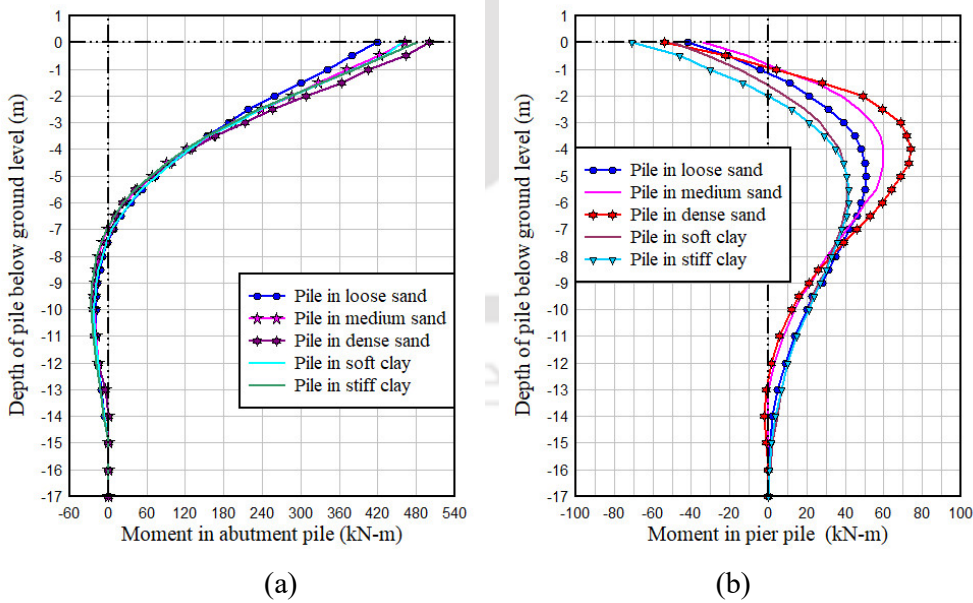 1
0
-1
-2
-3
-4
-5
-6
-7
-8
-9
-10
-11
-12
-13
-14
-15
-16
-17
Depth of pile below ground level (m)
Pile in loose sand
Pile in medium sand
Pile in dense sand
Pile in soft clay
Pile in stiff clay
-60 0 60 120 180 240 300 360 420 480 540
Moment in abutment pile (kN-m)
(a)
1
0
-1
-2
-3
-4
-5
-6
-7
-8
-9
-10
-11
-12
-13
-14
-15
-16
-17
Depth of pile below ground level (m)
Pile in loose sand
Pile in medium sand
Pile in dense sand
Pile in soft clay
Pile in stiff clay
-100 -80 -60 -40 -20 0 20 40 60 80 100
Moment in pier pile (kN-m)
(b)